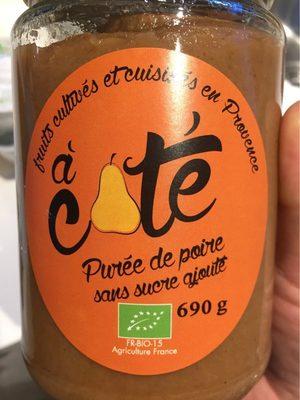 fruits cultivés et cuisinés en Provence
à
côté
Purée de poire
sans sucre ajouté
690 g
FR-BIO-15
Agriculture France